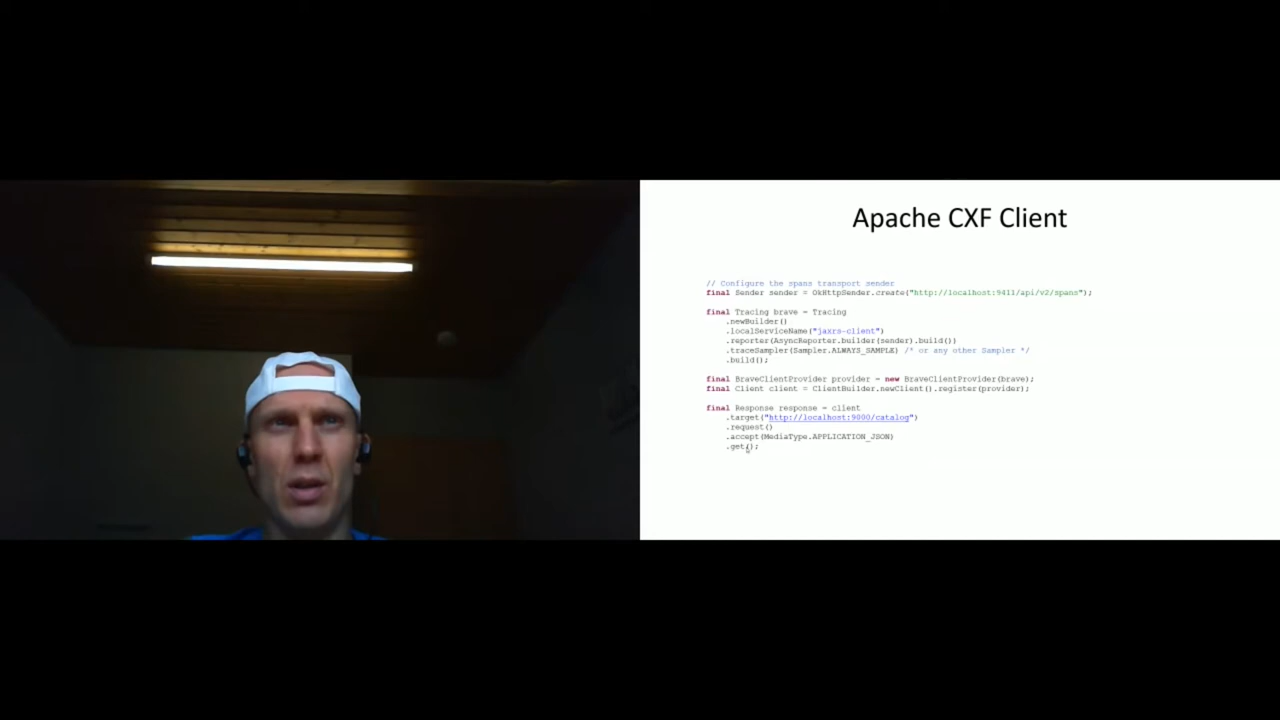 Apache CXF Client
// Configure the spans transport sender
final Sender sender = OkHttpSender.create("http://localhost:9411/api/v2/spans");
final Tracing brave = Tracing
.newBuilder()
.localServiceName("jaxrs-client")
.reporter(AsyncReporter.builder(sender).build())
.traceSampler(Sampler.ALWAYS_SAMPLE) /* or any other Sampler */
.build();
final BraveClientProvider provider = new BraveClientProvider(brave);
final Client client = ClientBuilder.newClient().register(provider);
final Response response = client
.target("http://localhost:9000/catalog")
.request()
.accept(MediaType.APPLICATION_JSON)
.get();